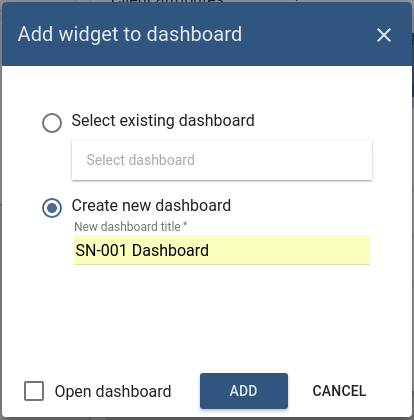 Add widget to dashboard
Select existing dashboard
Select dashboard
Create new dashboard
New dashboard title *
SN-001 Dashboard
Open dashboard
ADD
CANCEL